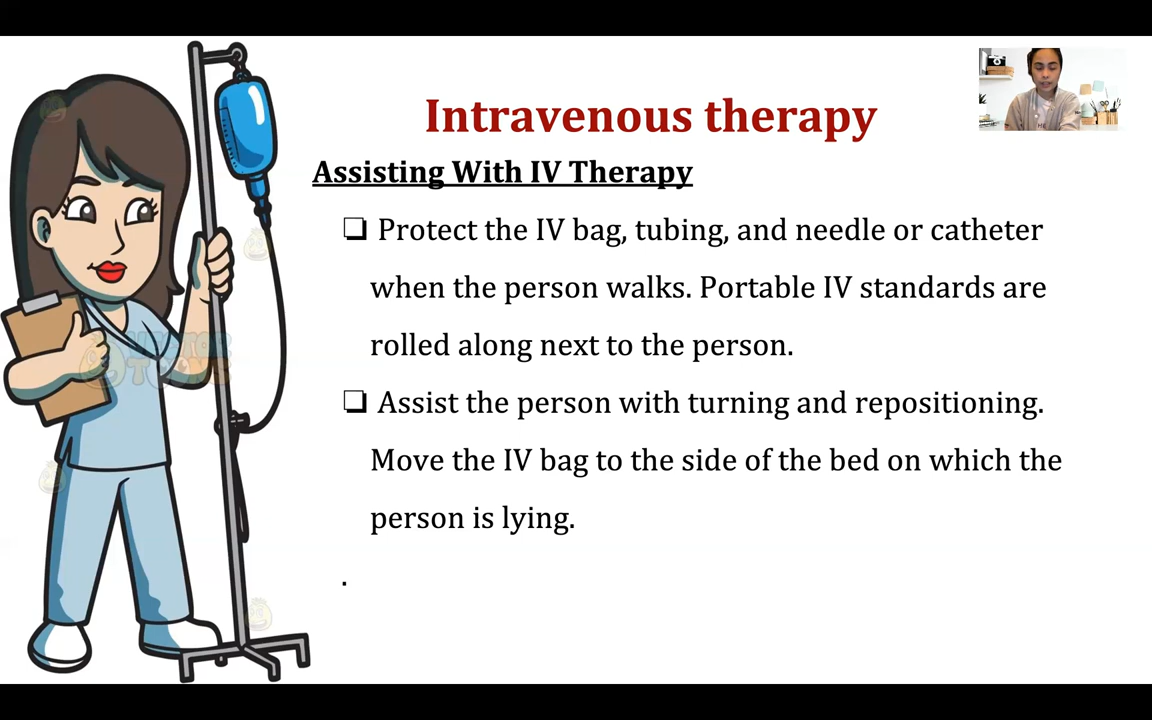 Intravenous therapy
Assisting With IV Therapy
❑ Protect the IV bag, tubing, and needle or catheter
when the person walks. Portable IV standards are
rolled along next to the person.
❑ Assist the person with turning and repositioning.
Move the IV bag to the side of the bed on which the
person is lying.
.